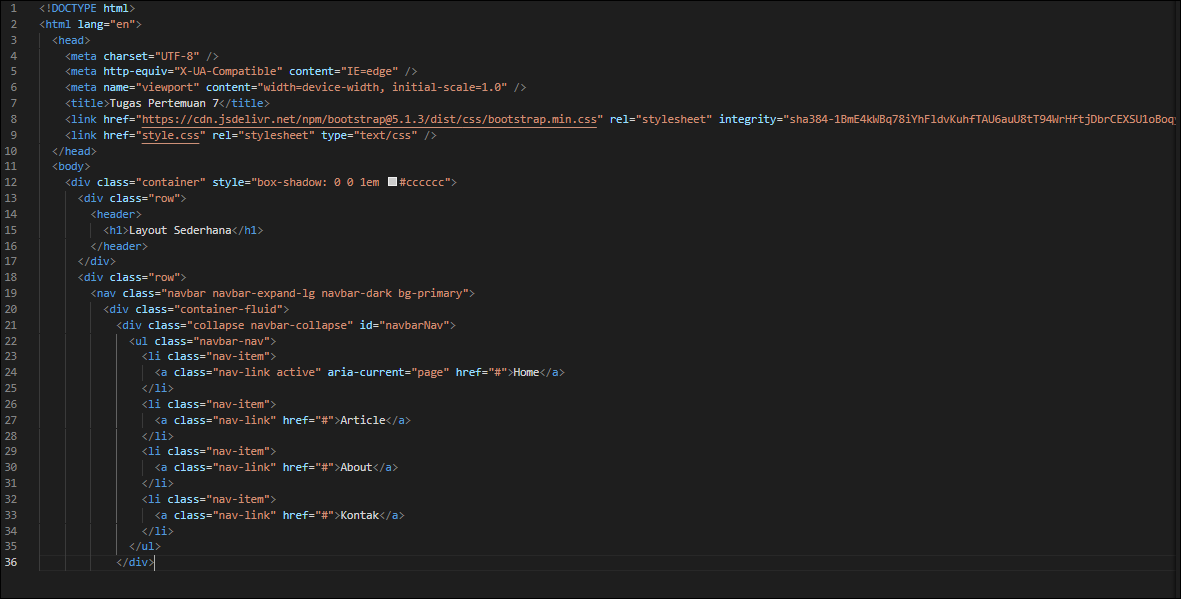 1 <!DOCTYPE html>
2 <html lang="en">
3 <head>
4 <meta charset="UTF-8" />
5 <meta http-equiv="X-UA-Compatible" content="IE=edge" />
6 <meta name="viewport" content="width=device-width, initial-scale=1.0" />
7 <title>Tugas Pertemuan 7</title>
8 <link href="https://cdn.jsdelivr.net/npm/bootstrap@5.1.3/dist/css/bootstrap.min.css" rel="stylesheet" integrity="sha384-1BmE4kWBq78iYhFldvKuhfTAU6auU8tT94WrHftjDbrCEXSU1oBoq
9 <link href="style.css" rel="stylesheet" type="text/css" />
10 </head>
11 <body>
12 <div class="container" style="box-shadow: 0 0 1em #cccccc">
13 <div class="row">
14 <header>
15 <h1>Layout Sederhana</h1>
16 </header>
17 </div>
18 <div class="row">
19 <nav class="navbar navbar-expand-lg navbar-dark bg-primary">
20 <div class="container-fluid">
21 <div class="collapse navbar-collapse" id="navbarNav">
22 <ul class="navbar-nav">
23 <li class="nav-item">
24 <a class="nav-link active" aria-current="page" href="#">Home</a>
25 </li>
26 <li class="nav-item">
27 <a class="nav-link" href="#">Article</a>
28 </li>
29 <li class="nav-item">
30 <a class="nav-link" href="#">About</a>
31 </li>
32 <li class="nav-item">
33 <a class="nav-link" href="#">Kontak</a>
34 </li>
35 </ul>
36 </div>